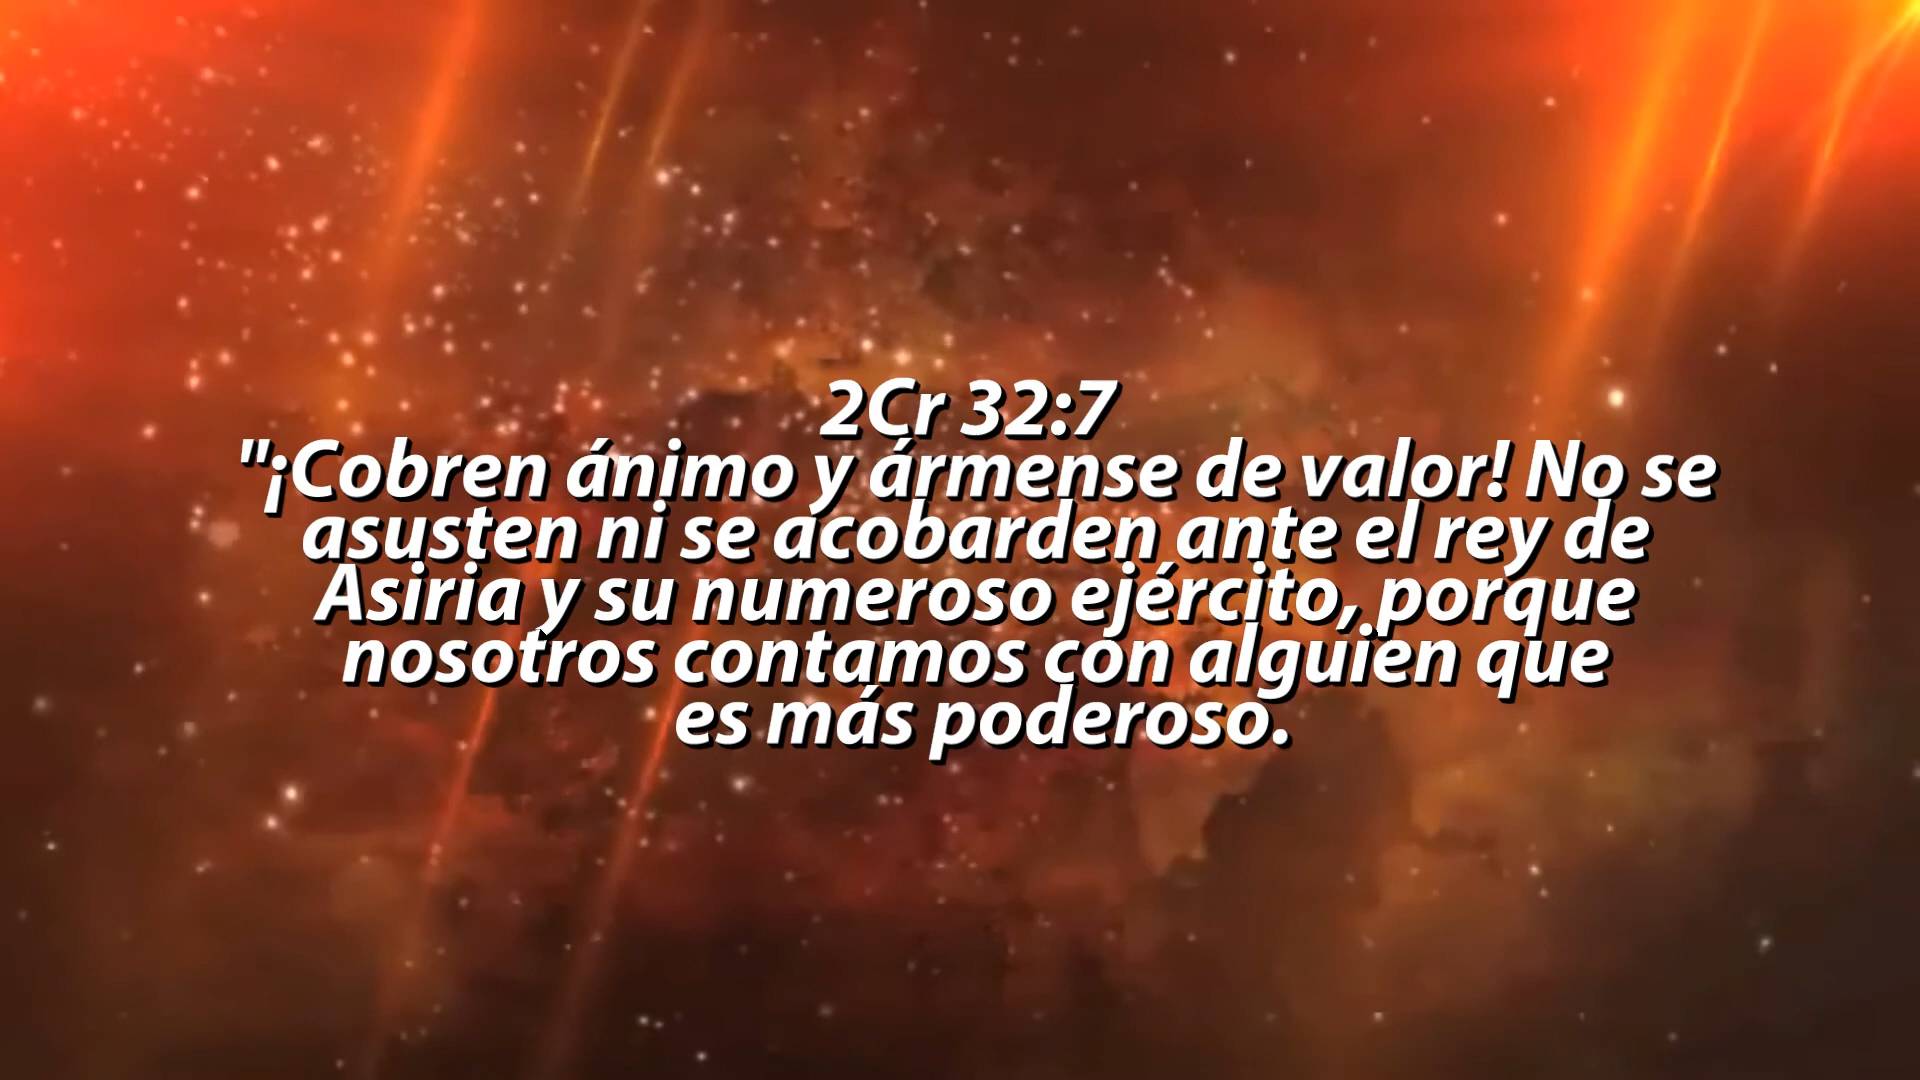 2Cr 32:7
"¡Cobren ánimo y ármense de valor! No se
asusten ni se acobarden ante el rey de
Asiria y su numeroso ejército, porque
nosotros contamos con alguien que
es más poderoso.